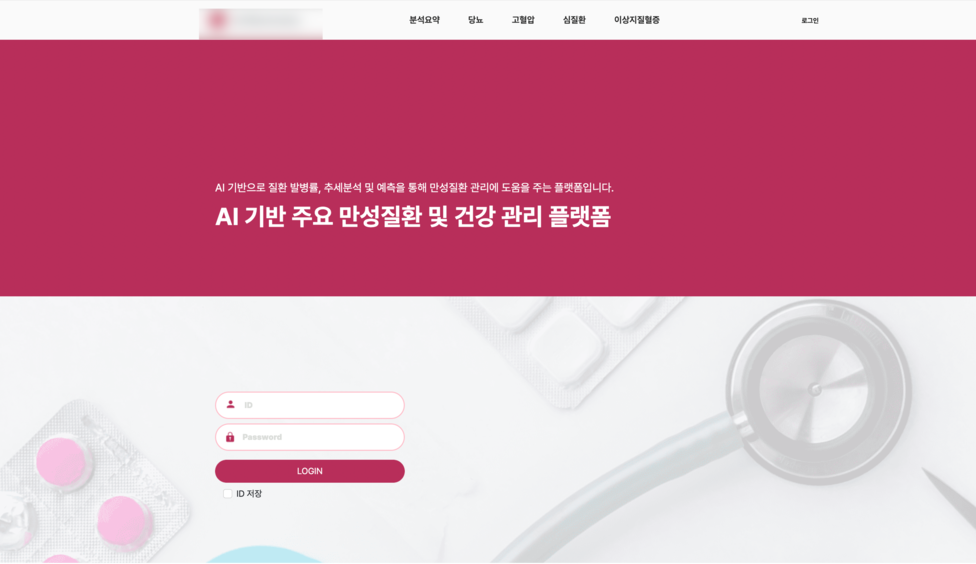 분석요약 당뇨 고혈압 심질환 이상지질혈증 로그인
AI 기반으로 질환 발병률, 추세분석 및 예측을 통해 만성질환 관리에 도움을 주는 플랫폼입니다.
AI 기반 주요 만성질환 및 건강 관리 플랫폼
ID
Password
LOGIN
ID 저장